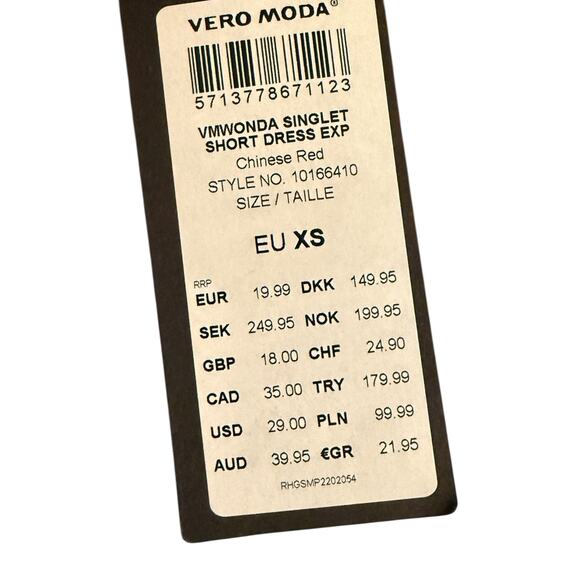 VERO MODA®
5713778671123
VMWONDA SINGLET
SHORT DRESS EXP
Chinese Red
STYLE NO. 10166410
SIZE / TAILLE
EU XS
RRP
EUR 19.99 DKK 149.95
SEK 249.95 NOK 199.95
GBP 18.00 CHF 24.90
CAD 35.00 TRY 179.99
USD 29.00 PLN 99.99
AUD 39.95 €GR 21.95
RHGSMP2202054